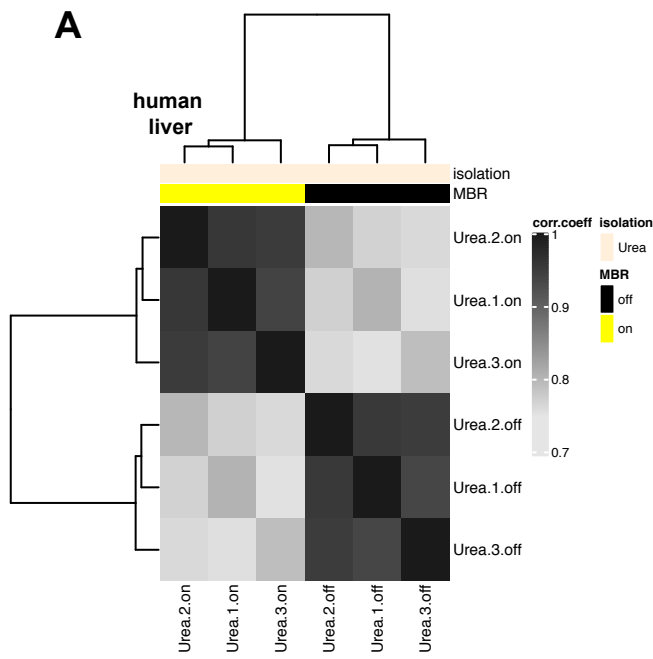 A
human
liver
isolation
MBR
Urea.2.on
Urea.1.on
Urea.3.on
Urea.2.off
Urea.1.off
Urea.3.off
corr.coeff
1
0.9
0.8
0.7
isolation
Urea
MBR
off
on
Urea.2.on
Urea.1.on
Urea.3.on
Urea.2.off
Urea.1.off
Urea.3.off